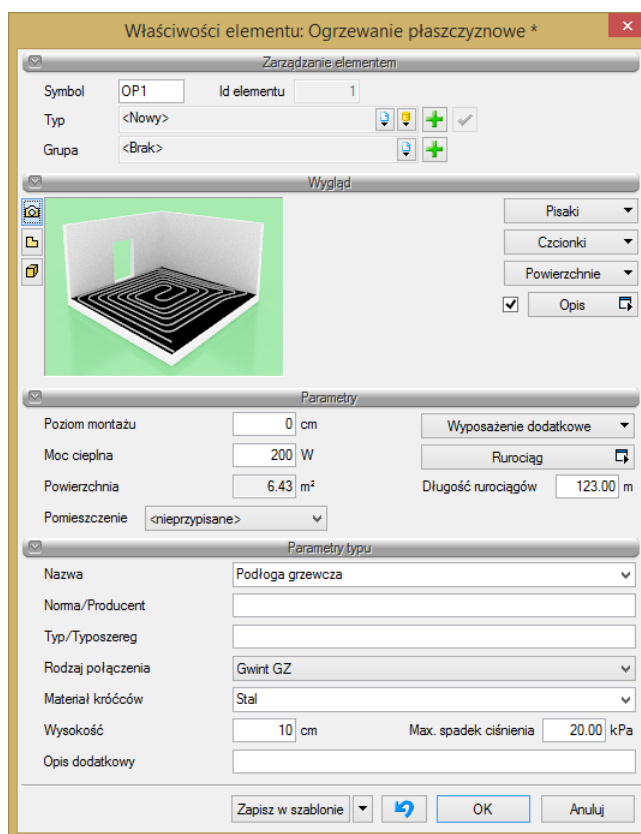 Właściwości elementu: Ogrzewanie płaszczyznowe *
Zarządzanie elementem
Symbol OP1 Id elementu 1
Typ <Nowy>
Grupa <Brak>
Wygląd
Pisaki
Czcionki
Powierzchnie
Opis
Parametry
Poziom montażu 0 cm Wyposażenie dodatkowe
Moc cieplna 200 W Rurociąg
Powierzchnia 6.43 m² Długość rurociągów 123.00 m
Pomieszczenie <nieprzypisane>
Parametry typu
Nazwa Podłoga grzewcza
Norma/Producent
Typ/Typoszereg
Rodzaj połączenia Gwint GZ
Materiał króćców Stal
Wysokość 10 cm Max. spadek ciśnienia 20.00 kPa
Opis dodatkowy
Zapisz w szablonie OK Anuluj